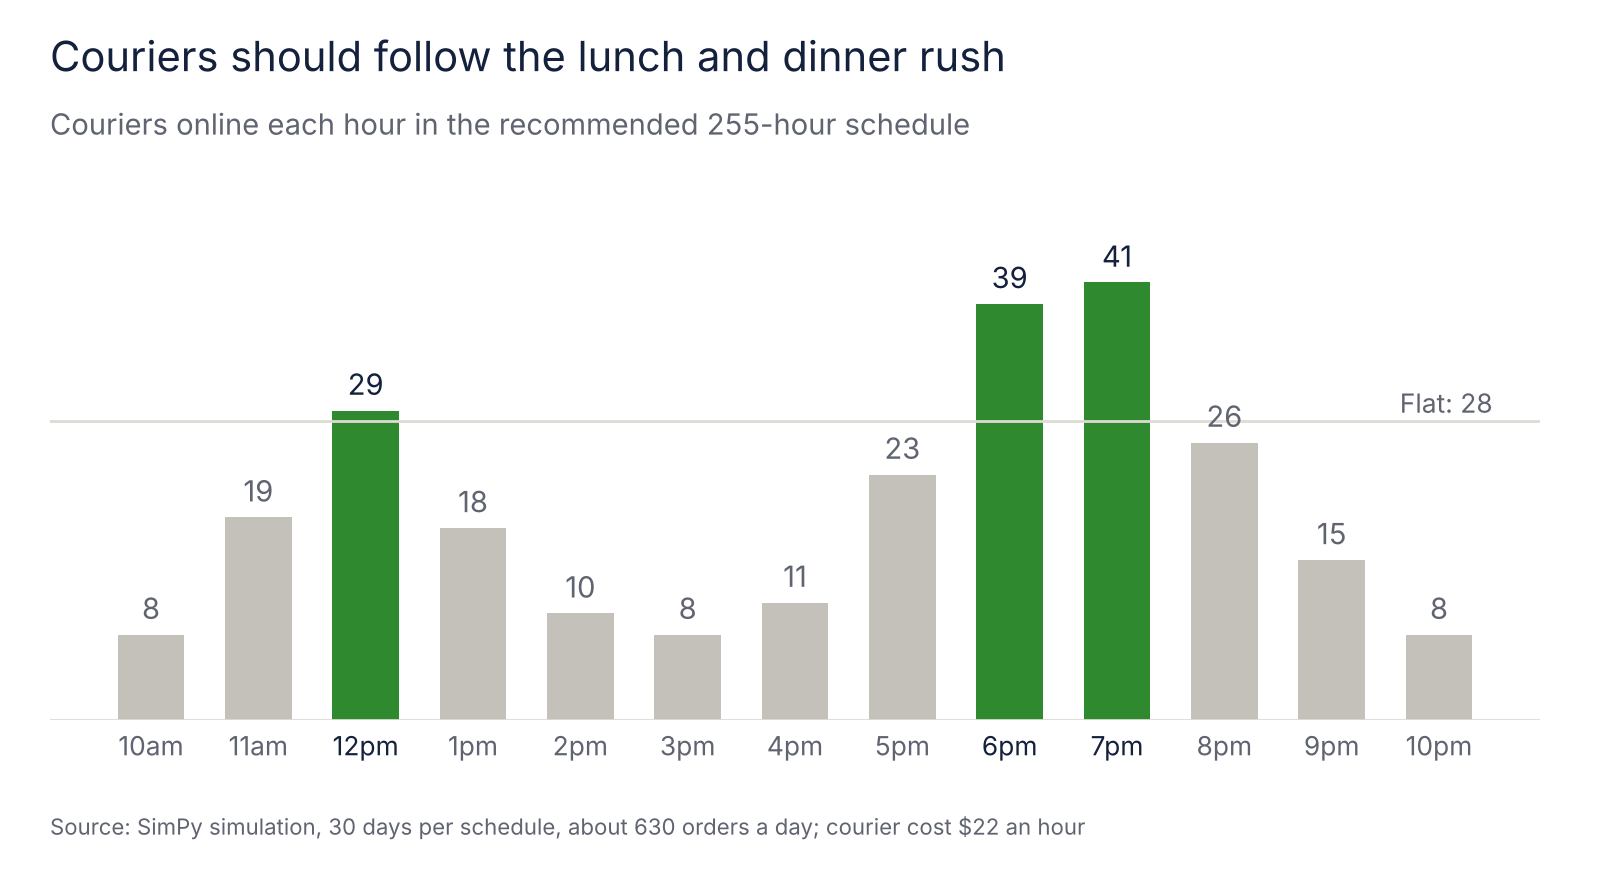 Couriers should follow the lunch and dinner rush
Couriers online each hour in the recommended 255-hour schedule
41
39
29
Flat: 28
26
23
19
18
15
11
10
8
8
8
10am 11am 12pm 1pm 2pm 3pm 4pm 5pm 6pm 7pm 8pm 9pm 10pm
Source: SimPy simulation, 30 days per schedule, about 630 orders a day; courier cost $22 an hour